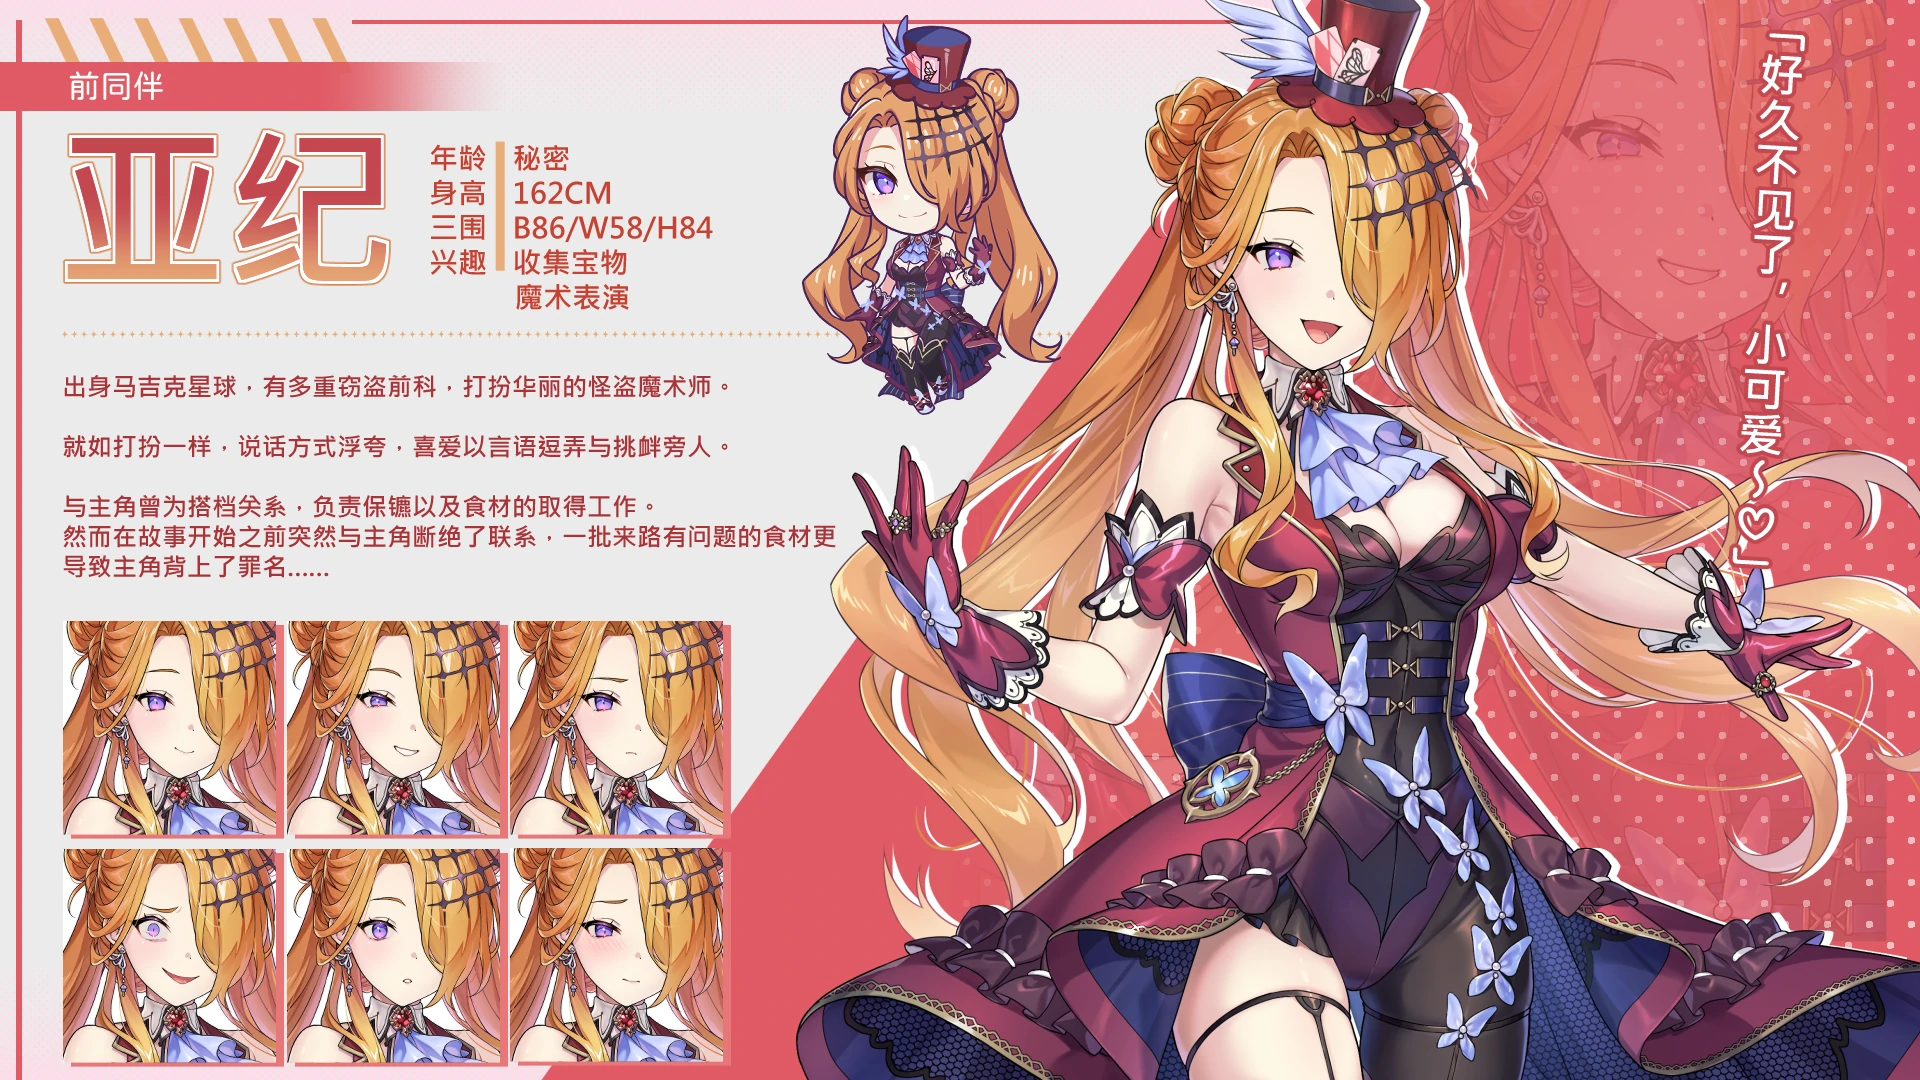 前同伴
亚纪
年龄 秘密
身高 162CM
三围 B86/W58/H84
兴趣 收集宝物
魔术表演
出身马吉克星球，有多重窃盗前科，打扮华丽的怪盗魔术师。
就如打扮一样，说话方式浮夸，喜爱以言语逗弄与挑衅旁人。
与主角曾为搭档关系，负责保镳以及食材的取得工作。
然而在故事开始之前突然与主角断绝了联系，一批来路有问题的食材更
导致主角背上了罪名……
「好久不见了，小可爱～♡」